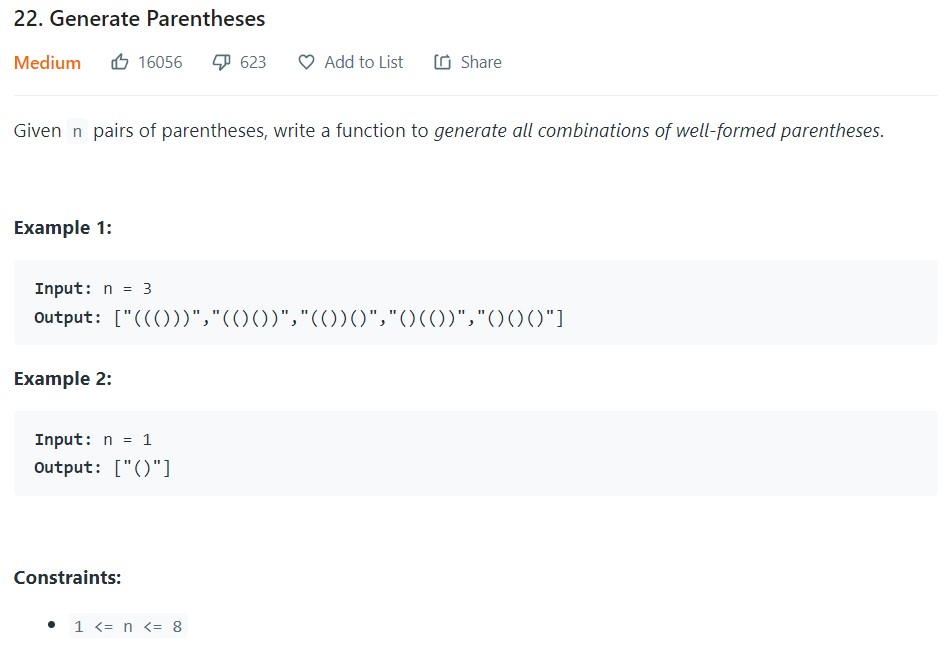 22. Generate Parentheses
Medium 16056 623 Add to List Share
Given n pairs of parentheses, write a function to generate all combinations of well-formed parentheses.
Example 1:
Input: n = 3
Output: ["((()))","(()())","(())()","()(())","()()()"]
Example 2:
Input: n = 1
Output: ["()"]
Constraints:
• 1 <= n <= 8